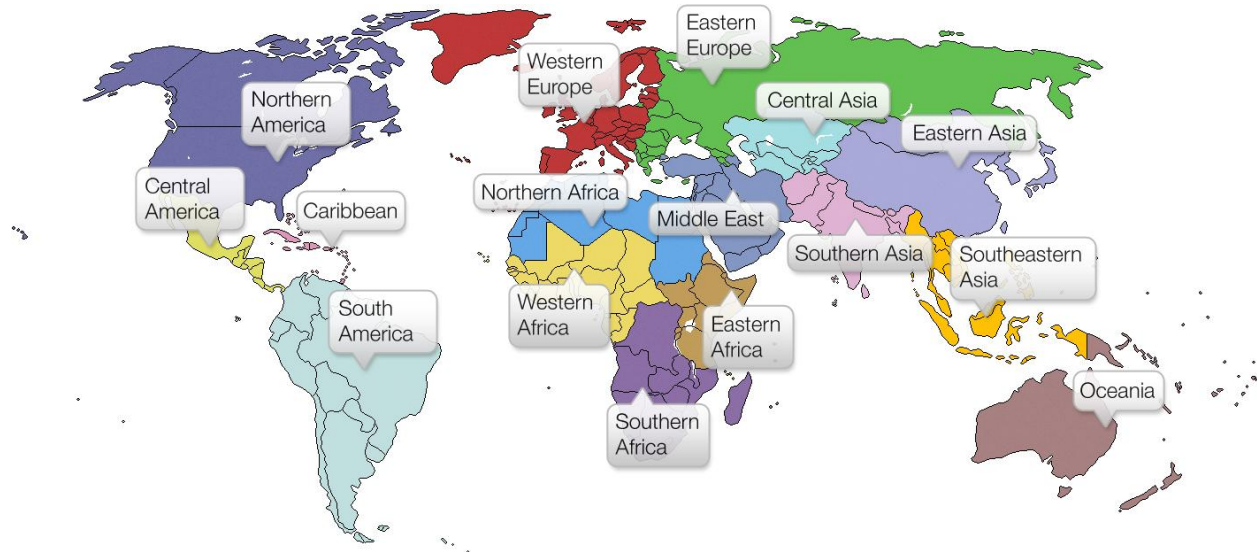 Eastern
Europe
Western
Europe
Northern
America
Central Asia
Eastern Asia
Central
America
Caribbean
Northern Africa
Middle East
Southern Asia
Southeastern
Asia
South
America
Western
Africa
Eastern
Africa
Oceania
Southern
Africa